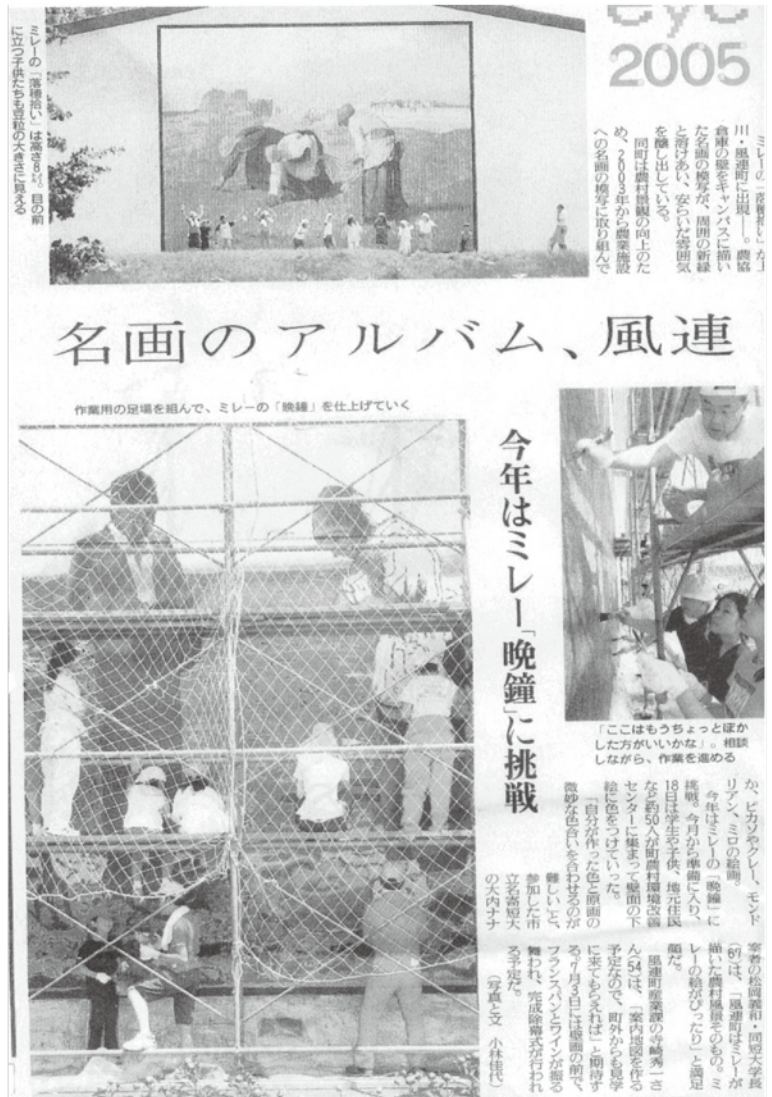 eye
2005
ミレーの「落穂拾い」が上
川・風連町に出現――。農協
倉庫の壁をキャンバスに描い
た名画の模写が、周囲の新緑
と溶けあい、安らいだ雰囲気
を醸し出している。
同町は農村景観の向上のた
め、2003年から農業施設
への名画の模写に取り組んで
ミレーの「落穂拾い」は高さ8㍍。目の前
に立つ子供たちも豆粒の大きさに見える
名画のアルバム、風連
作業用の足場を組んで、ミレーの「晩鐘」を仕上げていく
今年はミレー「晩鐘」に挑戦
「ここはもうちょっとぼか
した方がいいかな」。相談
しながら、作業を進める
か、ピカソやクレー、モンド
リアン、ミロの絵画。
今年はミレーの「晩鐘」に
挑戦。今月から準備に入り、
18日は学生や子供、地元住民
など約50人が町農村環境改善
センターに集まって壁面の下
絵に色をつけていった。
「自分が作った色と原画の
微妙な色合いを合わせるのが
難しい」と、
参加した市
立名寄短大
の大内ナナ
案者の松岡義和・同短大学長
(67)は、「風連町はミレーが
描いた農村風景そのもの。ミ
レーの絵がぴったり」と満足
顔だ。
風連町産業課の寺崎秀一さ
ん(54)は、「案内地図を作る
予定なので、町外からも見学
に来てもらえれば」と期待す
る。7月3日には壁画の前で、
フランスパンとワインが振る
舞われ、完成除幕式が行われ
る予定だ。
(写真と文 小林佳代)